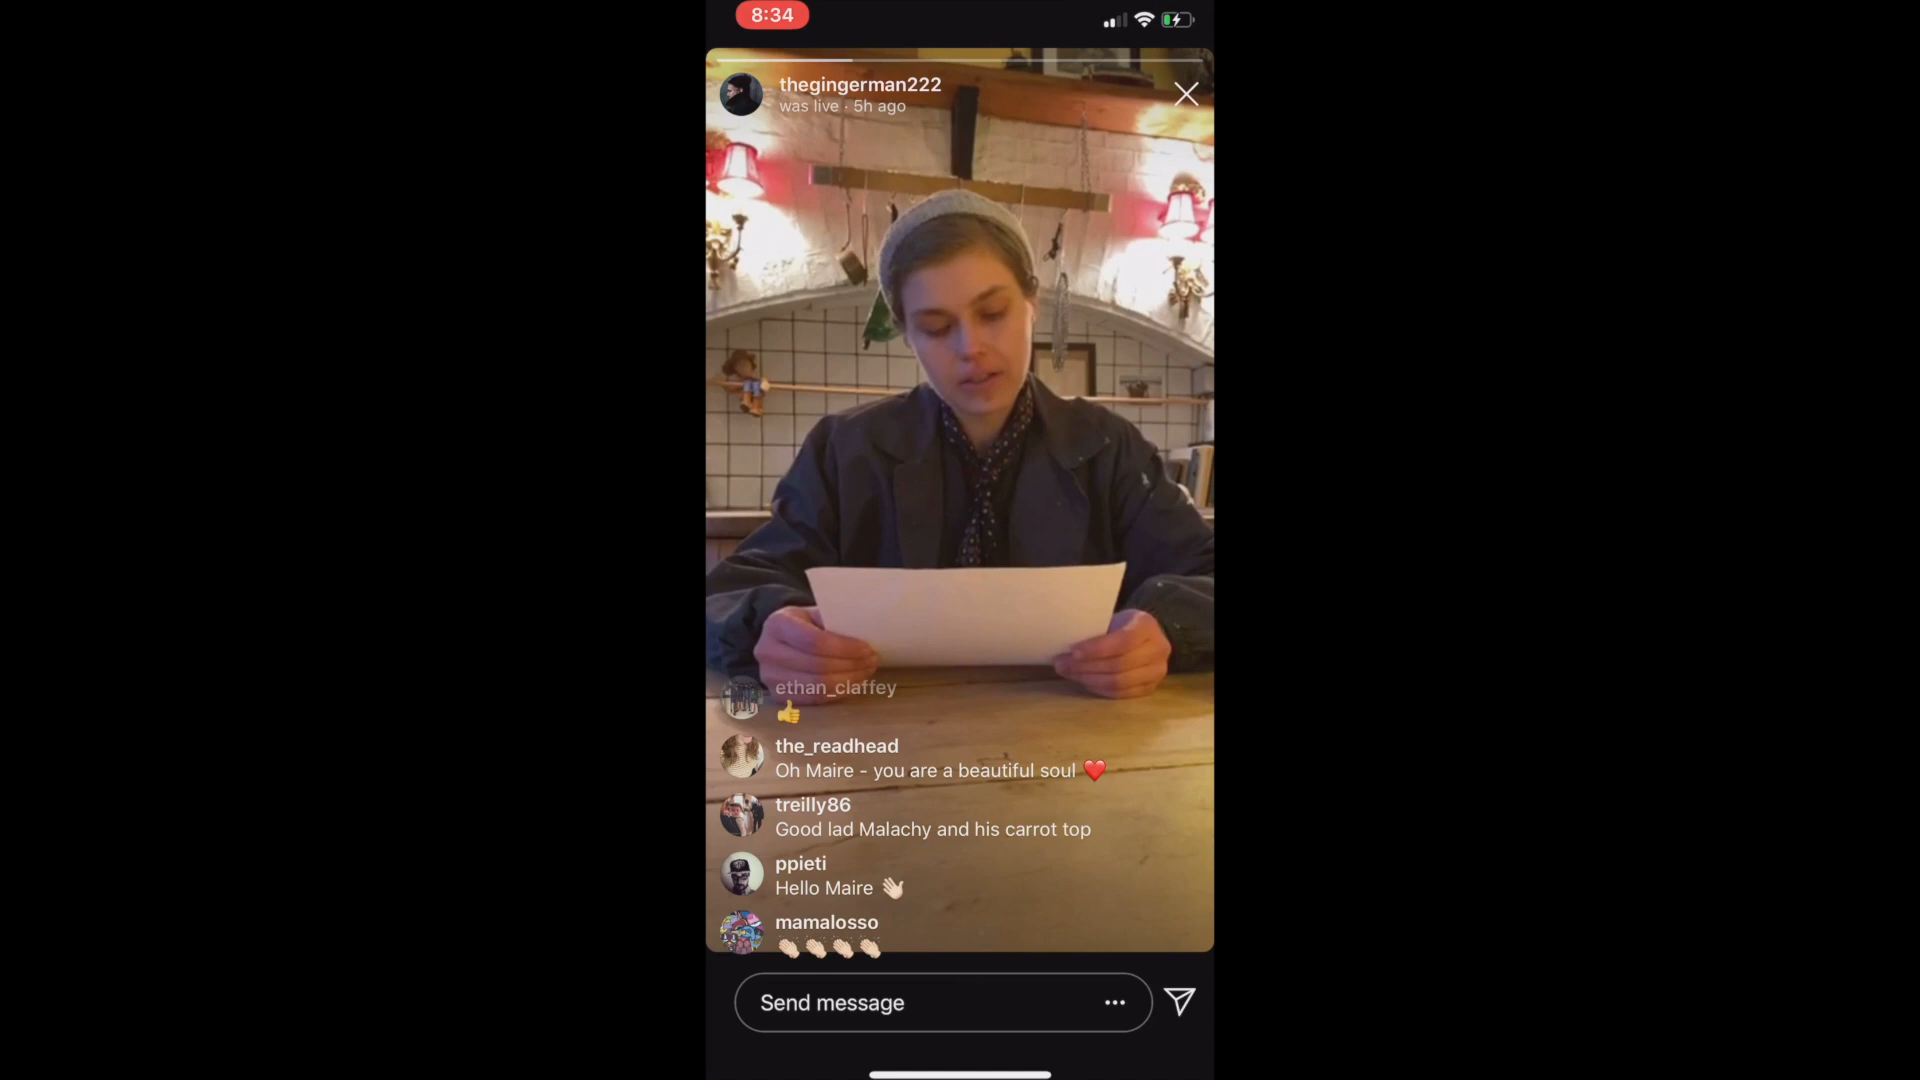 8:34
thegingerman222
was live · 5h ago
ethan_claffey
👍
the_readhead
Oh Maire - you are a beautiful soul ❤️
treilly86
Good lad Malachy and his carrot top
ppieti
Hello Maire 👋🏻
mamalosso
👏🏻👏🏻👏🏻👏🏻
Send message